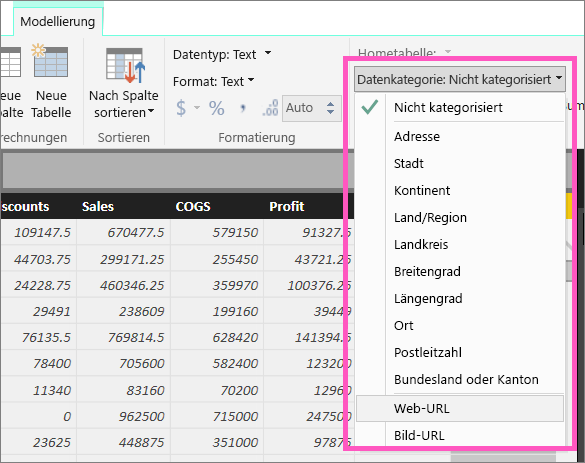 Modellierung
Datentyp: Text
Hometabelle:
Format: Text
Datenkategorie: Nicht kategorisiert
Neue
Tabelle
Nach Spalte
sortieren
$ % , Auto
Sortieren
Formatierung
Nicht kategorisiert
Adresse
Stadt
Kontinent
Land/Region
Landkreis
Breitengrad
Längengrad
Ort
Postleitzahl
Bundesland oder Kanton
Web-URL
Bild-URL
scounts Sales COGS Profit
109147.5 670477.5 579150 91327.5
44703.75 299171.25 255450 43721.25
24228.75 460346.25 359970 100376.25
29491 238609 199160 39449
76135.5 769814.5 628420 141394.5
78400 705600 582400 123200
11340 83160 70200 12960
0 962500 715000 247500
23625 448875 351000 97875